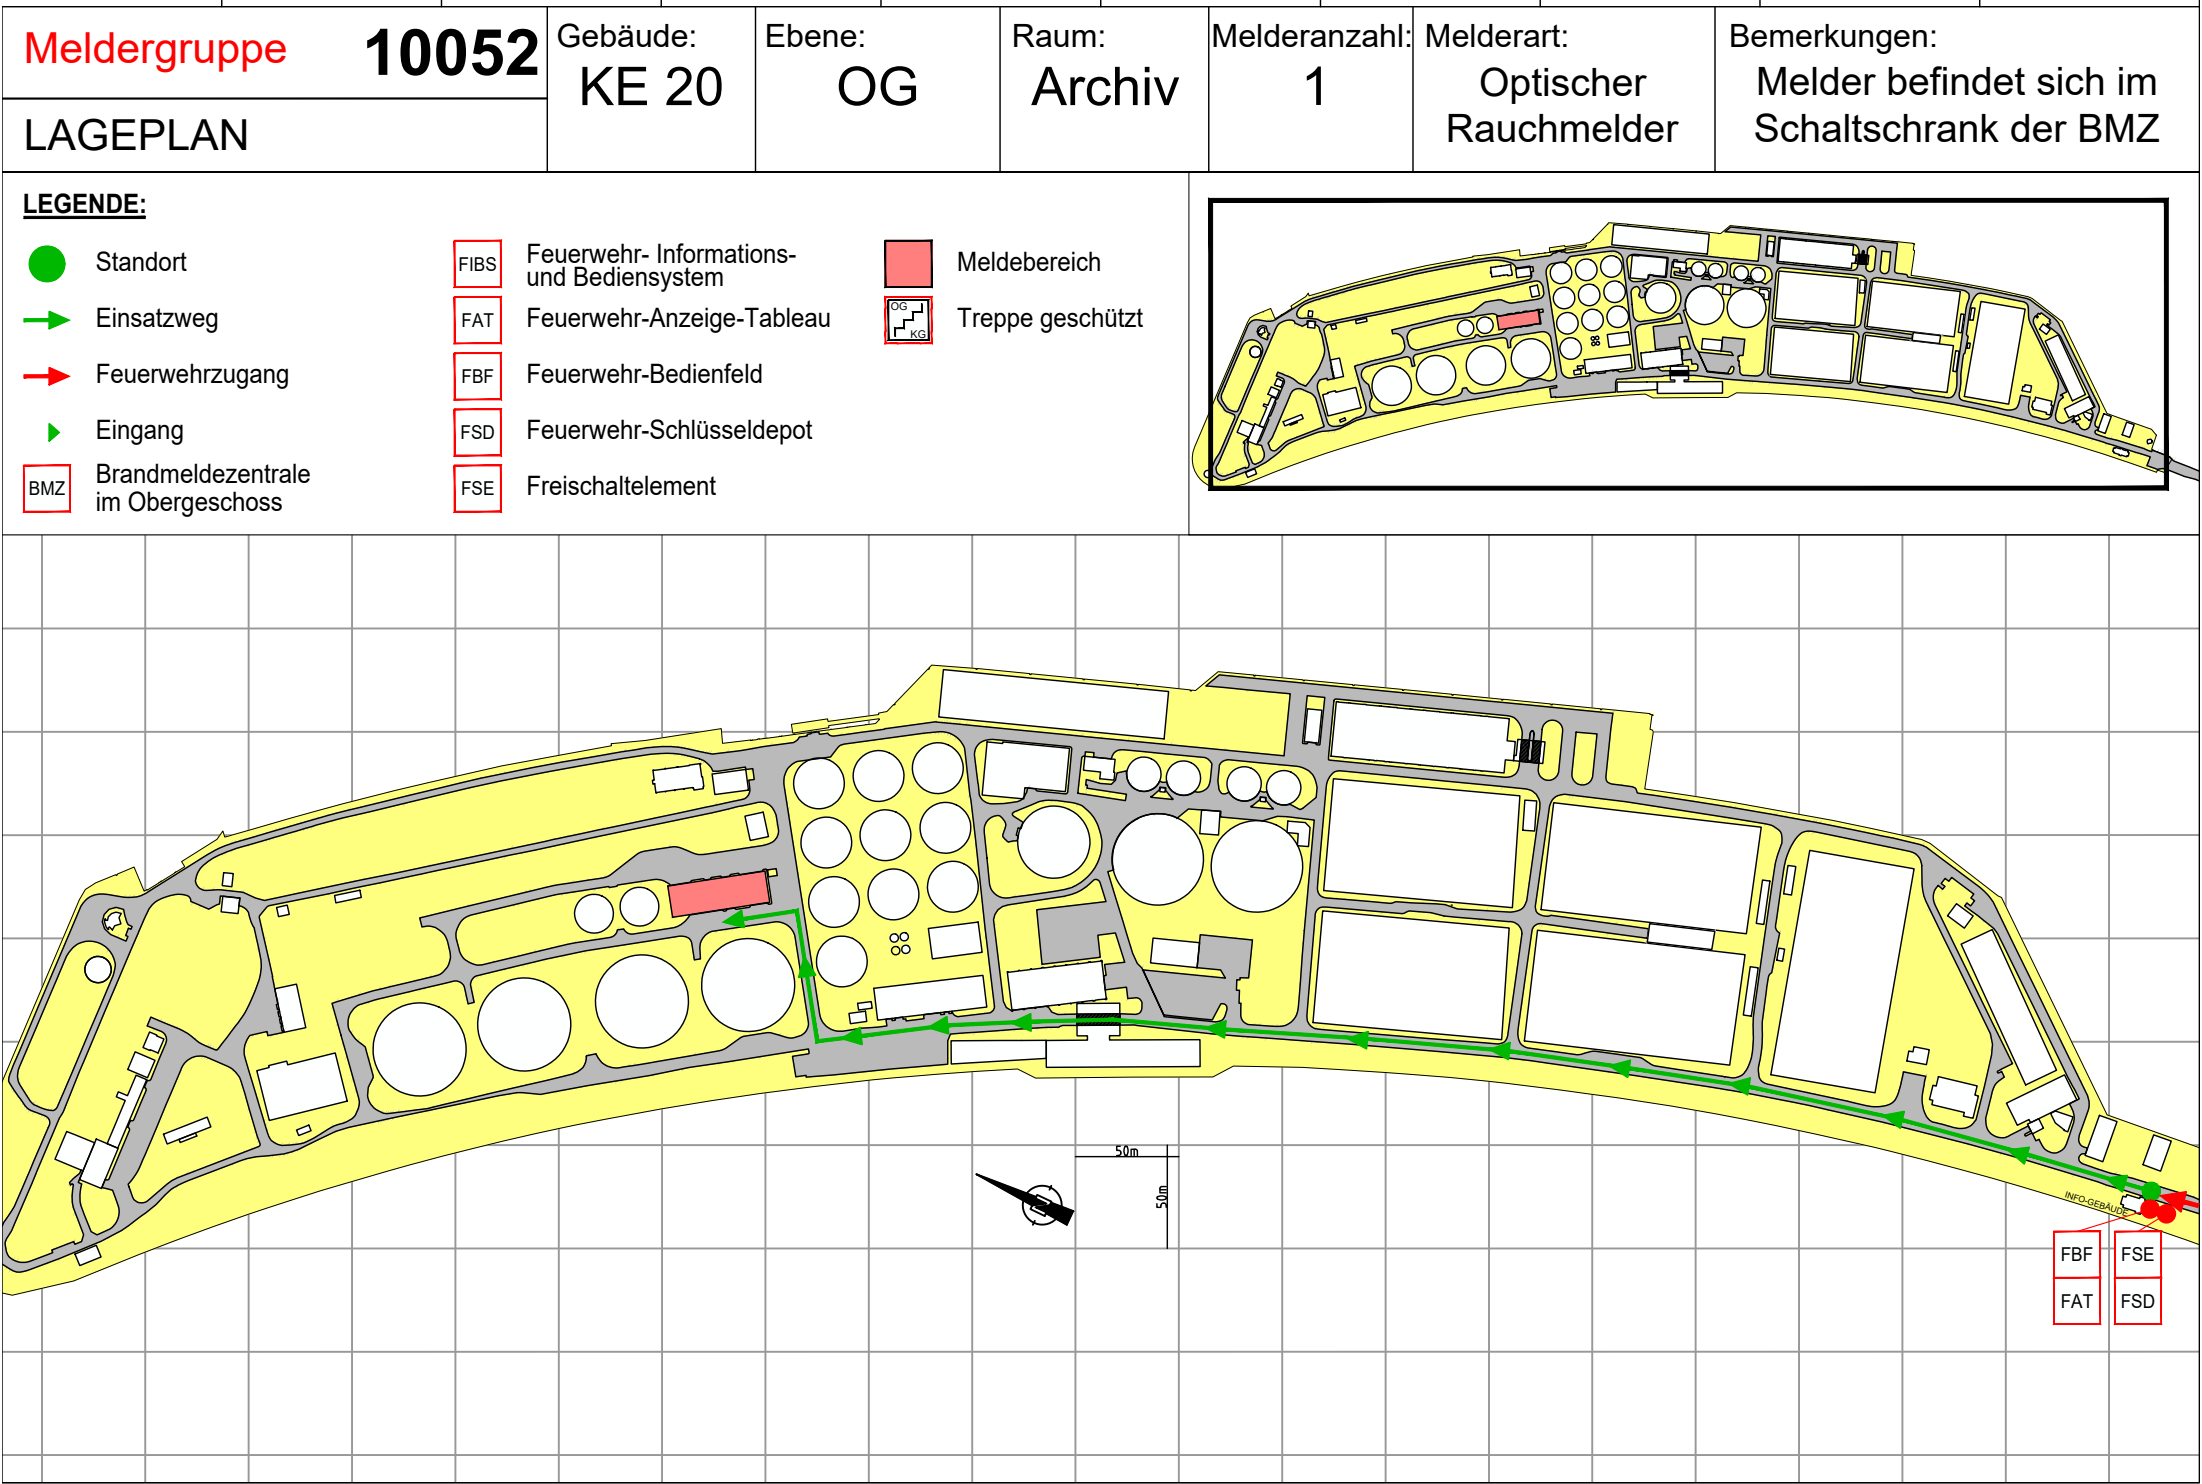 Meldergruppe 10052
LAGEPLAN
Gebäude:
KE 20
Ebene:
OG
Raum:
Archiv
Melderanzahl:
1
Melderart:
Optischer
Rauchmelder
Bemerkungen:
Melder befindet sich im
Schaltschrank der BMZ
LEGENDE:
Standort
Einsatzweg
Feuerwehrzugang
Eingang
BMZ
Brandmeldezentrale
im Obergeschoss
FIBS
Feuerwehr- Informations-
und Bediensystem
FAT
Feuerwehr-Anzeige-Tableau
FBF
Feuerwehr-Bedienfeld
FSD
Feuerwehr-Schlüsseldepot
FSE
Freischaltelement
Meldebereich
OG
KG
Treppe geschützt
50m
50m
INFO-GEBÄUDE
FBF
FSE
FAT
FSD